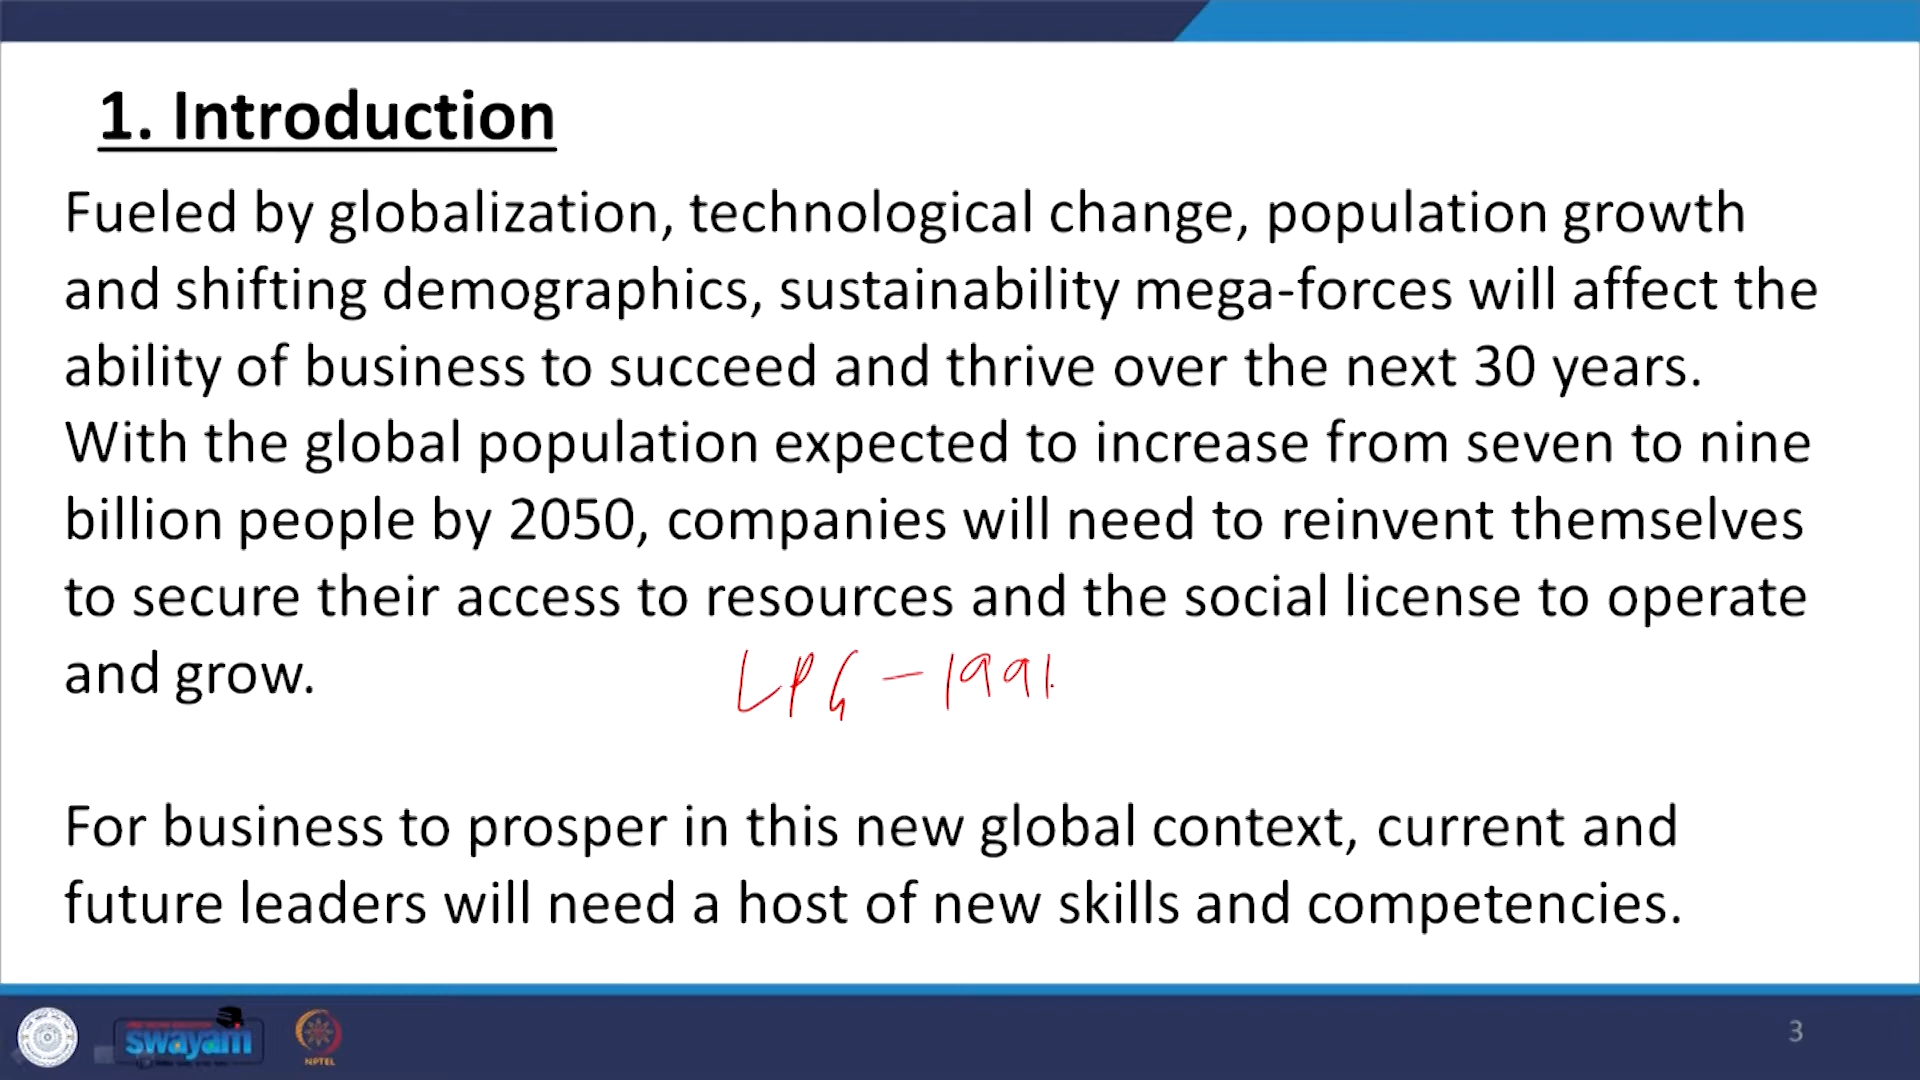 1. Introduction
Fueled by globalization, technological change, population growth
and shifting demographics, sustainability mega-forces will affect the
ability of business to succeed and thrive over the next 30 years.
With the global population expected to increase from seven to nine
billion people by 2050, companies will need to reinvent themselves
to secure their access to resources and the social license to operate
and grow.
LPG - 1991.
For business to prosper in this new global context, current and
future leaders will need a host of new skills and competencies.
swayam
NPTEL
3